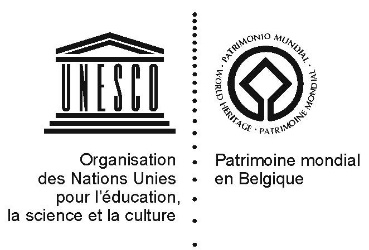 UNESCO
Organisation
des Nations Unies
pour l'éducation,
la science et la culture
PATRIMONIO MUNDIAL • WORLD HERITAGE • PATRIMOINE MONDIAL •
Patrimoine mondial
en Belgique